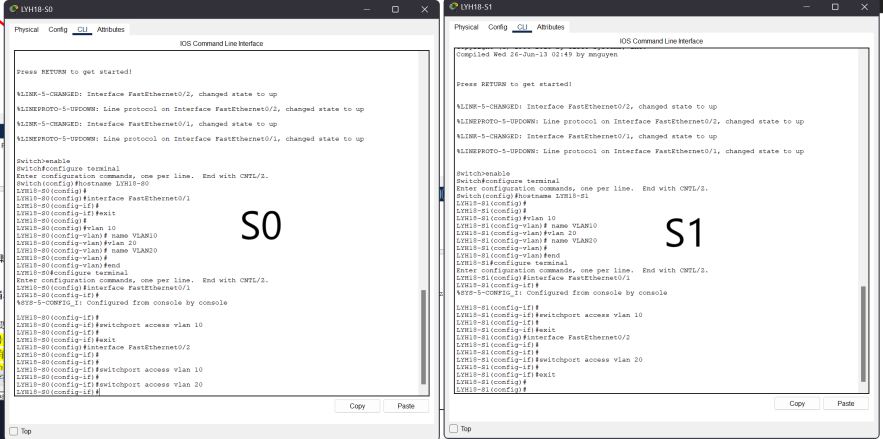 LYH18-S0
Physical Config CLI Attributes
IOS Command Line Interface
Press RETURN to get started!
%LINK-5-CHANGED: Interface FastEthernet0/2, changed state to up
%LINEPROTO-5-UPDOWN: Line protocol on Interface FastEthernet0/2, changed state to up
%LINK-5-CHANGED: Interface FastEthernet0/1, changed state to up
%LINEPROTO-5-UPDOWN: Line protocol on Interface FastEthernet0/1, changed state to up
Switch>enable
Switch#configure terminal
Enter configuration commands, one per line. End with CNTL/Z.
Switch(config)#hostname LYH18-S0
LYH18-S0(config)#
LYH18-S0(config)#interface FastEthernet0/1
LYH18-S0(config-if)#
LYH18-S0(config-if)#exit
LYH18-S0(config)#
LYH18-S0(config)#vlan 10
LYH18-S0(config-vlan)# name VLAN10
LYH18-S0(config-vlan)#vlan 20
LYH18-S0(config-vlan)# name VLAN20
LYH18-S0(config-vlan)#
LYH18-S0(config-vlan)#end
LYH18-S0#configure terminal
Enter configuration commands, one per line. End with CNTL/Z.
LYH18-S0(config)#interface FastEthernet0/1
LYH18-S0(config-if)#
%SYS-5-CONFIG_I: Configured from console by console
LYH18-S0(config-if)#
LYH18-S0(config-if)#switchport access vlan 10
LYH18-S0(config-if)#
LYH18-S0(config-if)#exit
LYH18-S0(config)#interface FastEthernet0/2
LYH18-S0(config-if)#
LYH18-S0(config-if)#
LYH18-S0(config-if)#switchport access vlan 10
LYH18-S0(config-if)#
LYH18-S0(config-if)#switchport access vlan 20
LYH18-S0(config-if)#
S0
Copy Paste
Top
LYH18-S1
Physical Config CLI Attributes
IOS Command Line Interface
Compiled Wed 26-Jun-13 02:49 by mnguyen
Press RETURN to get started!
%LINK-5-CHANGED: Interface FastEthernet0/2, changed state to up
%LINEPROTO-5-UPDOWN: Line protocol on Interface FastEthernet0/2, changed state to up
%LINK-5-CHANGED: Interface FastEthernet0/1, changed state to up
%LINEPROTO-5-UPDOWN: Line protocol on Interface FastEthernet0/1, changed state to up
Switch>enable
Switch#configure terminal
Enter configuration commands, one per line. End with CNTL/Z.
Switch(config)#hostname LYH18-S1
LYH18-S1(config)#
LYH18-S1(config)#
LYH18-S1(config)#vlan 10
LYH18-S1(config-vlan)# name VLAN10
LYH18-S1(config-vlan)#vlan 20
LYH18-S1(config-vlan)# name VLAN20
LYH18-S1(config-vlan)#
LYH18-S1(config-vlan)#end
LYH18-S1#configure terminal
Enter configuration commands, one per line. End with CNTL/Z.
LYH18-S1(config)#interface FastEthernet0/1
LYH18-S1(config-if)#
%SYS-5-CONFIG_I: Configured from console by console
LYH18-S1(config-if)#
LYH18-S1(config-if)#switchport access vlan 10
LYH18-S1(config-if)#
LYH18-S1(config-if)#exit
LYH18-S1(config)#interface FastEthernet0/2
LYH18-S1(config-if)#
LYH18-S1(config-if)#
LYH18-S1(config-if)#switchport access vlan 20
LYH18-S1(config-if)#
LYH18-S1(config-if)#exit
LYH18-S1(config)#
LYH18-S1(config)#
S1
Copy Paste
Top